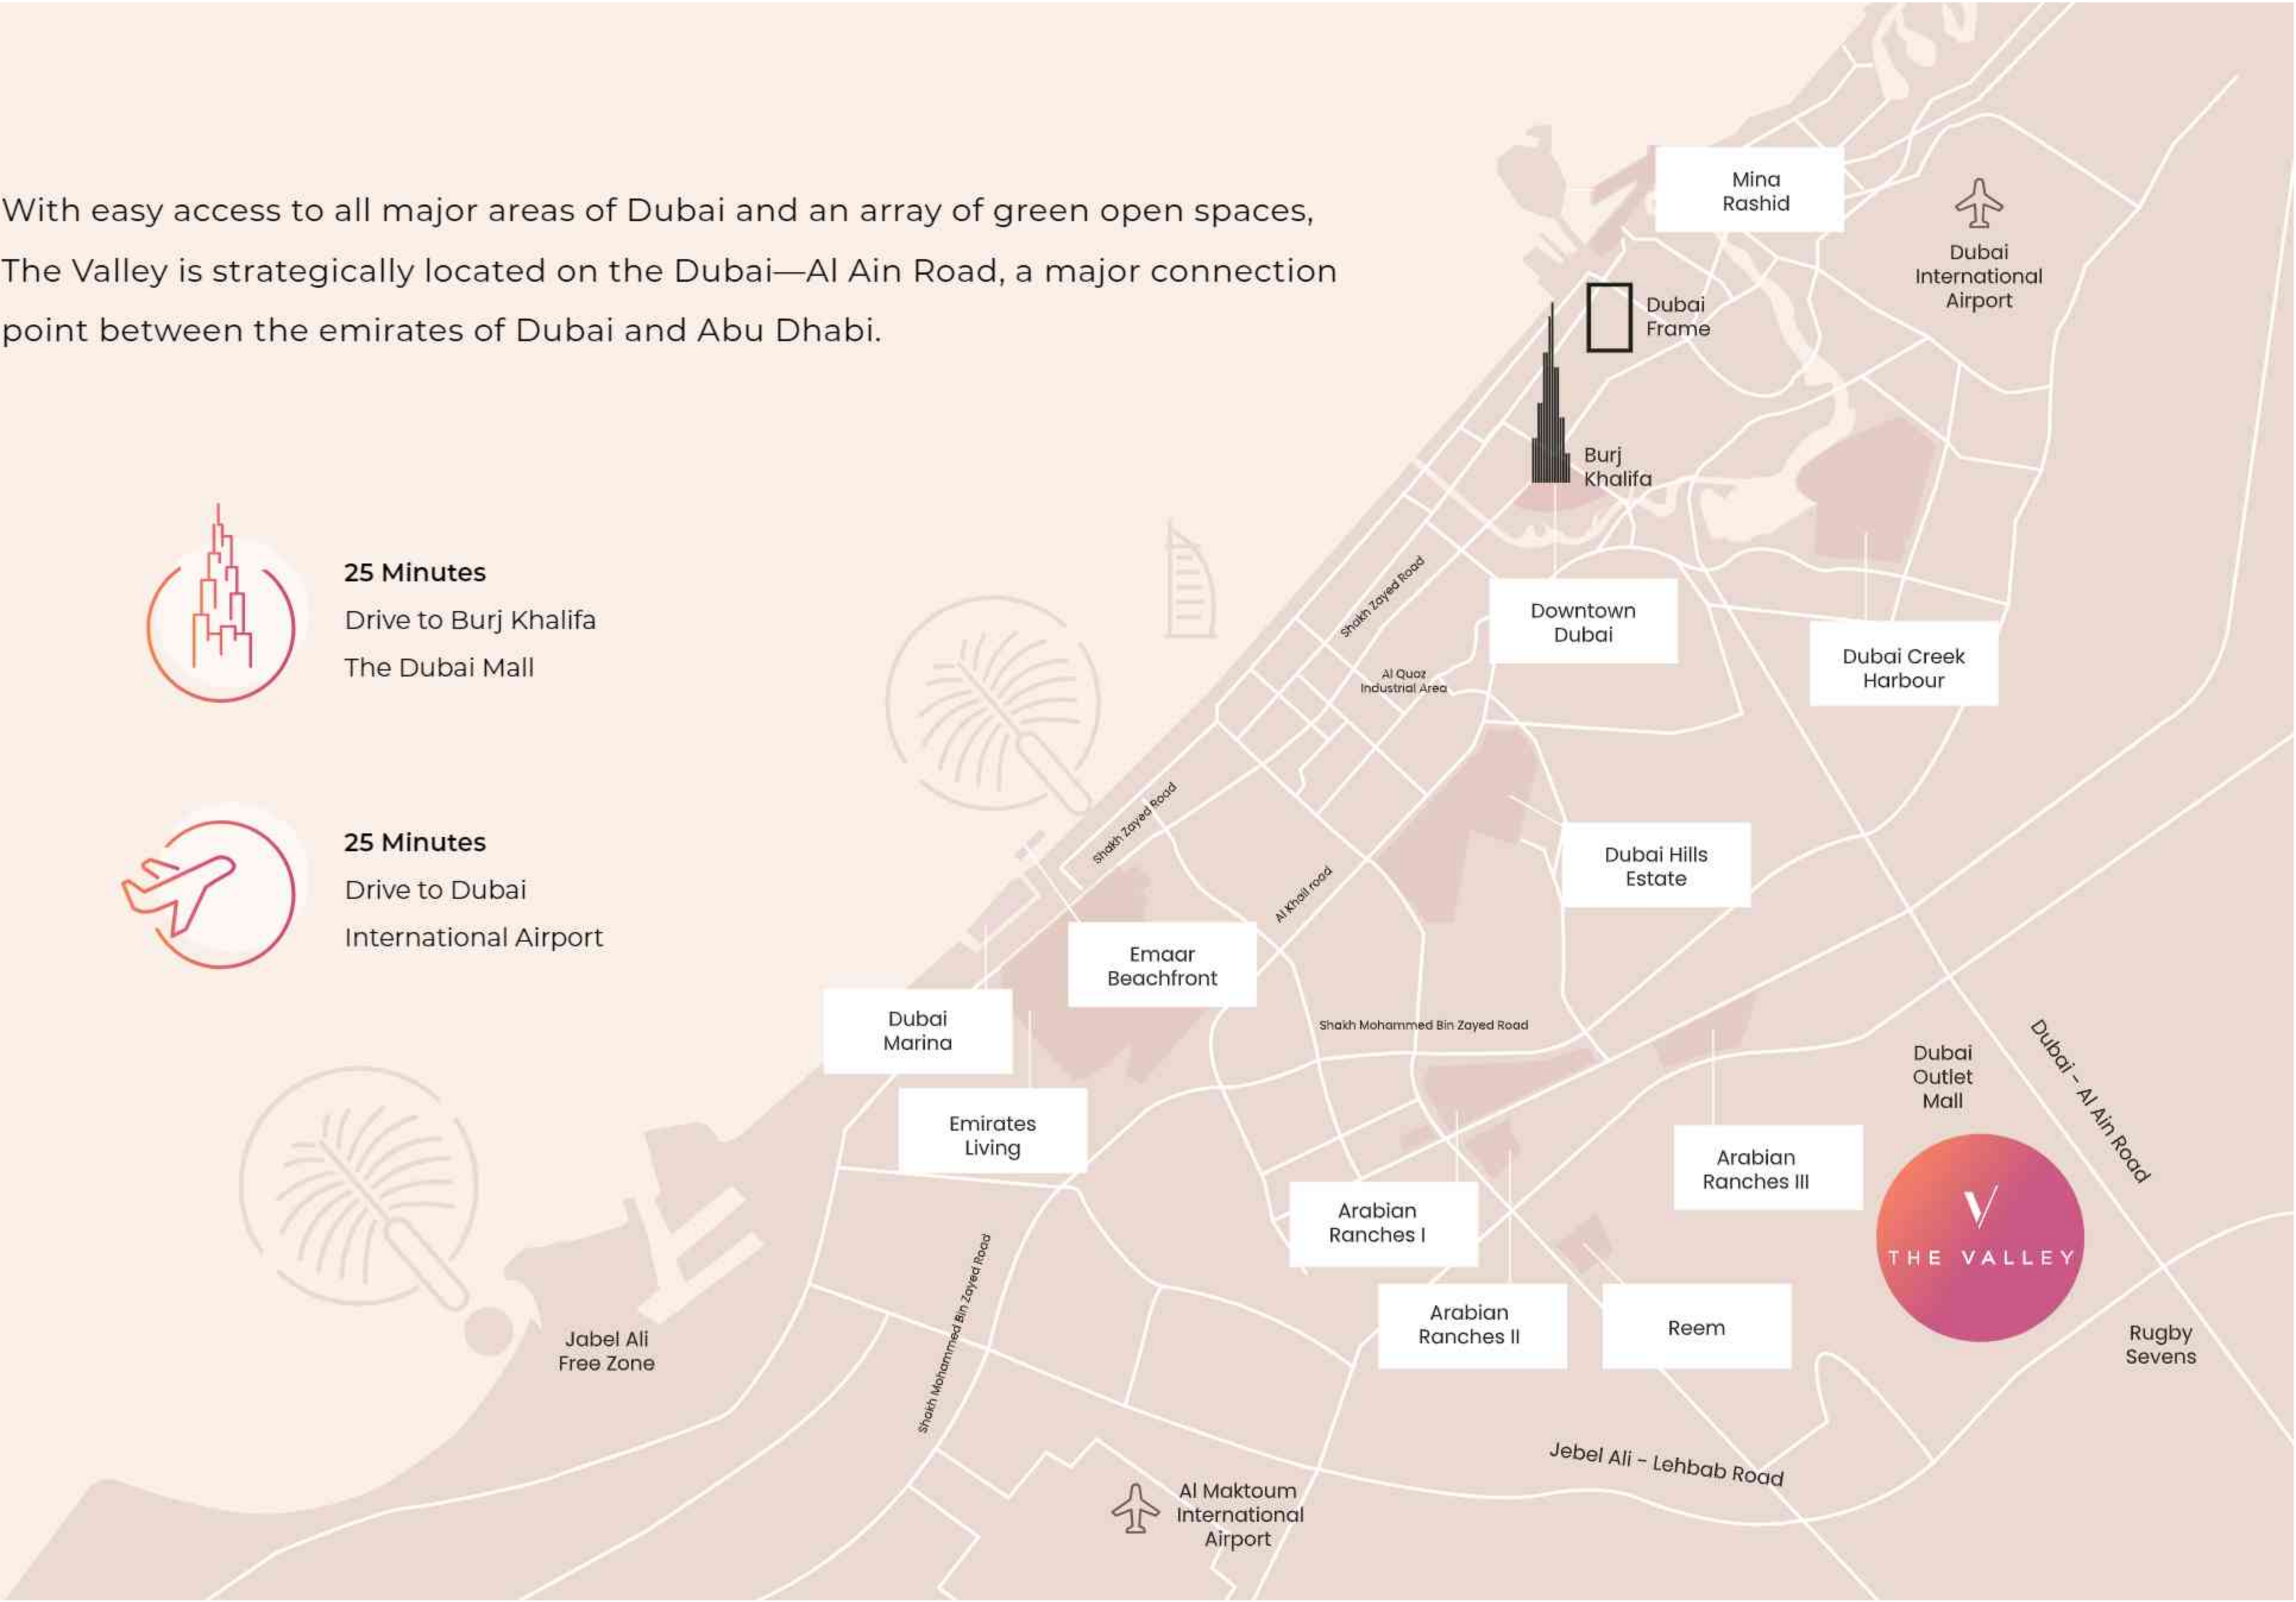 With easy access to all major areas of Dubai and an array of green open spaces,
The Valley is strategically located on the Dubai—Al Ain Road, a major connection
point between the emirates of Dubai and Abu Dhabi.
25 Minutes
Drive to Burj Khalifa
The Dubai Mall
25 Minutes
Drive to Dubai
International Airport
Mina
Rashid
Dubai
International
Airport
Dubai
Frame
Burj
Khalifa
Shakh Zayed Road
Downtown
Dubai
Al Quoz
Industrial Area
Dubai Creek
Harbour
Shakh Zayed Road
Dubai Hills
Estate
Al Khail road
Emaar
Beachfront
Dubai
Marina
Shakh Mohammed Bin Zayed Road
Dubai
Outlet
Mall
Dubai - Al Ain Road
Emirates
Living
Arabian
Ranches III
Arabian
Ranches I
THE VALLEY
Arabian
Ranches II
Reem
Rugby
Sevens
Jabel Ali
Free Zone
Shakh Mohammed Bin Zayed Road
Jebel Ali - Lehbab Road
Al Maktoum
International
Airport